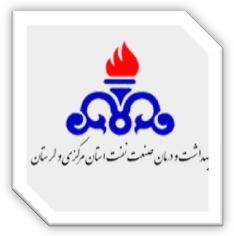 بهداشت و درمان صنعت نفت استان مرکزی و لرستان